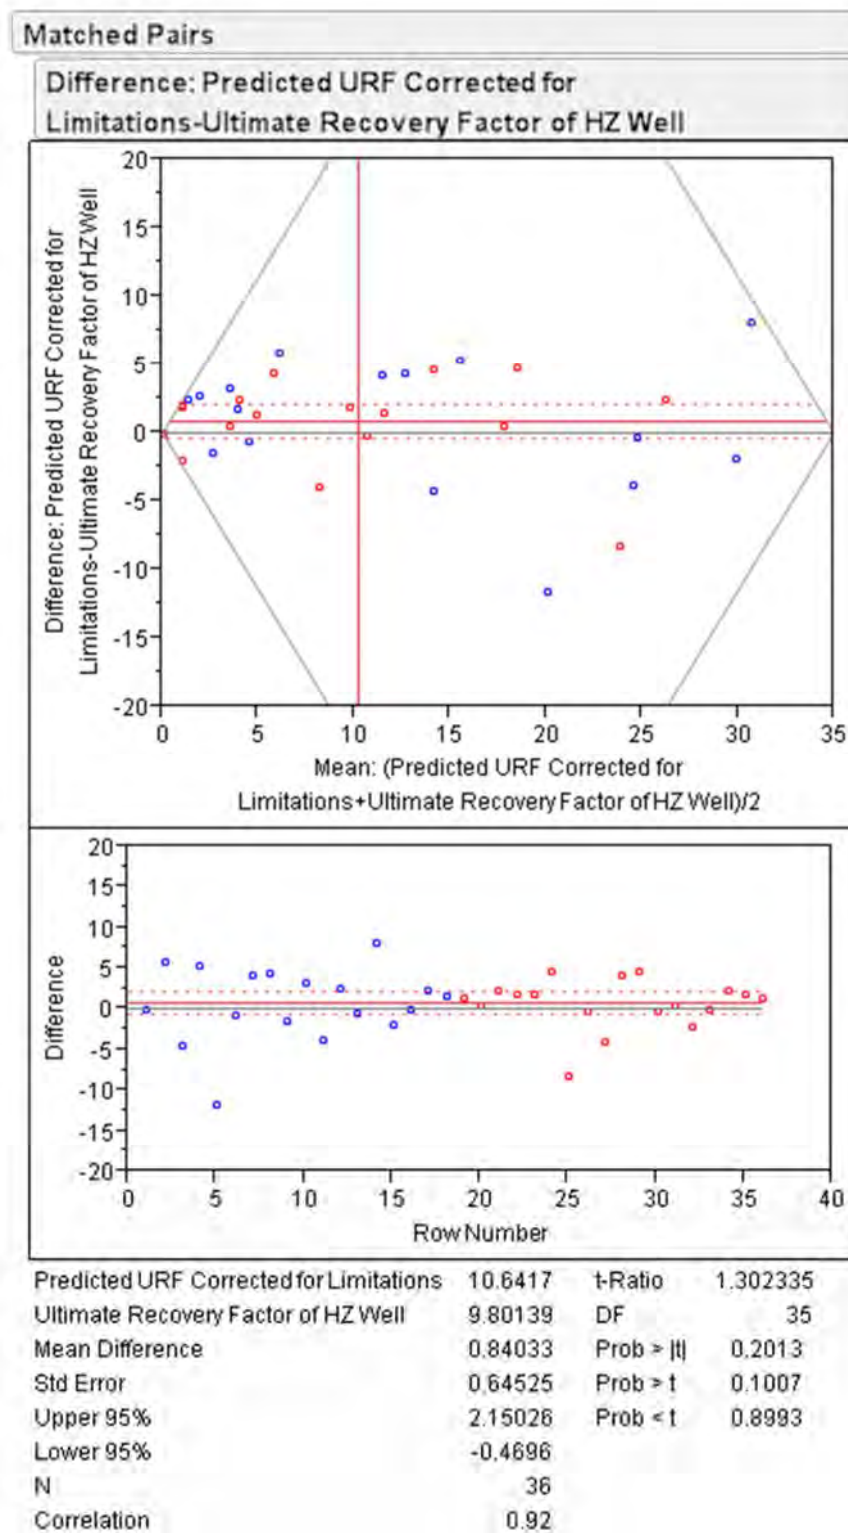 Matched Pairs
Difference: Predicted URF Corrected for
Limitations-Ultimate Recovery Factor of HZ Well
Difference: Predicted URF Corrected for
Limitations-Ultimate Recovery Factor of HZ Well
20
15
10
5
0
-5
-10
-15
-20
0 5 10 15 20 25 30 35
Mean: (Predicted URF Corrected for
Limitations+Ultimate Recovery Factor of HZ Well)/2
Difference
20
15
10
5
0
-5
-10
-15
-20
0 5 10 15 20 25 30 35 40
Row Number
Predicted URF Corrected for Limitations 10.6417 t-Ratio 1.302335
Ultimate Recovery Factor of HZ Well 9.80139 DF 35
Mean Difference 0.84033 Prob > |t| 0.2013
Std Error 0.64525 Prob > t 0.1007
Upper 95% 2.15026 Prob < t 0.8993
Lower 95% -0.4696
N 36
Correlation 0.92